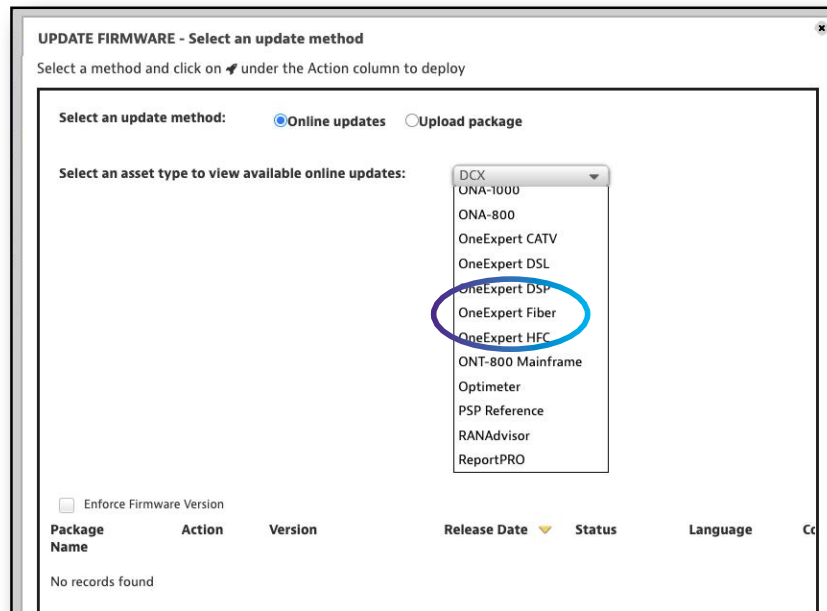 UPDATE FIRMWARE - Select an update method
Select a method and click on under the Action column to deploy
Select an update method: Online updates Upload package
Select an asset type to view available online updates: DCX
ONA-1000
ONA-800
OneExpert CATV
OneExpert DSL
OneExpert DSP
OneExpert Fiber
OneExpert HFC
ONT-800 Mainframe
Optimeter
PSP Reference
RANAdvisor
ReportPRO
Enforce Firmware Version
Package Name Action Version Release Date Status Language
No records found